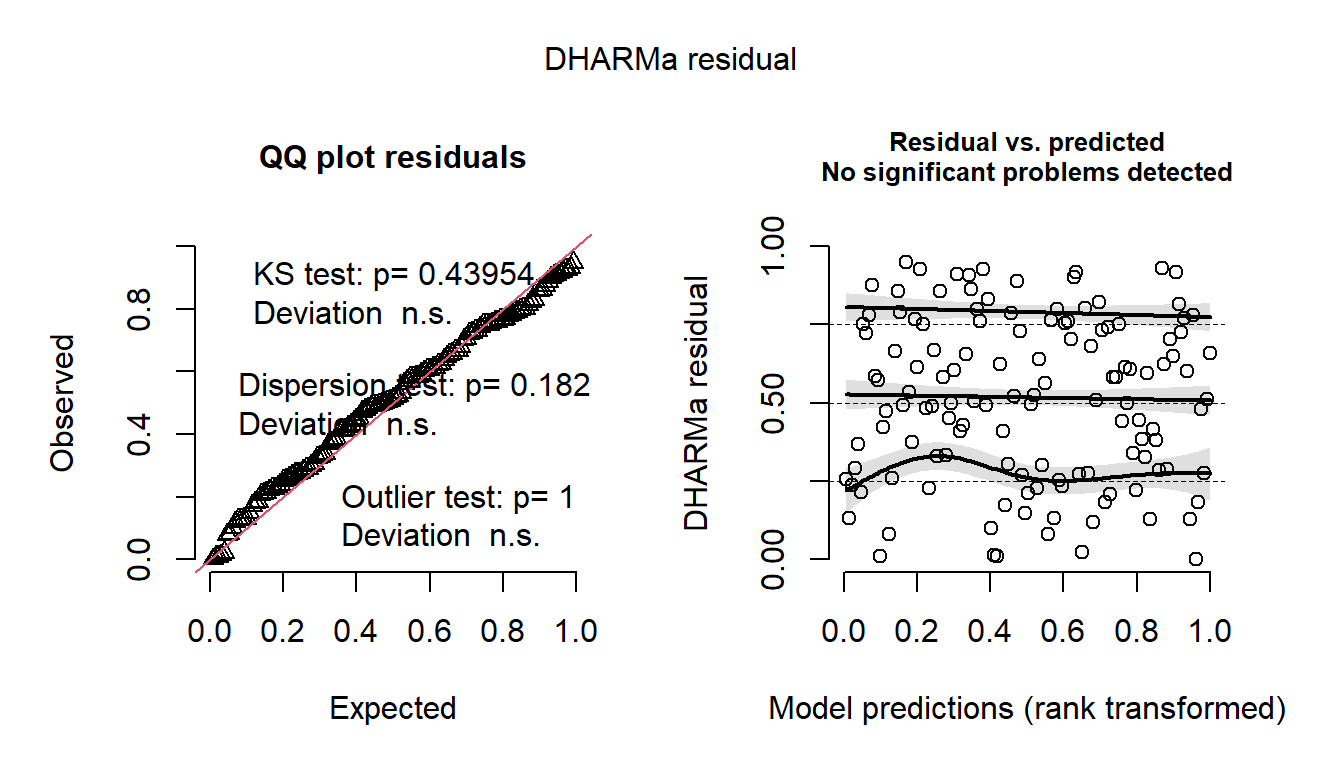 DHARMa residual
QQ plot residuals
KS test: p= 0.43954
Deviation n.s.
Dispersion test: p= 0.182
Deviation n.s.
Outlier test: p= 1
Deviation n.s.
Observed
0.0
0.4
0.8
0.0 0.2 0.4 0.6 0.8 1.0
Expected
Residual vs. predicted
No significant problems detected
DHARMa residual
0.00
0.50
1.00
0.0 0.2 0.4 0.6 0.8 1.0
Model predictions (rank transformed)